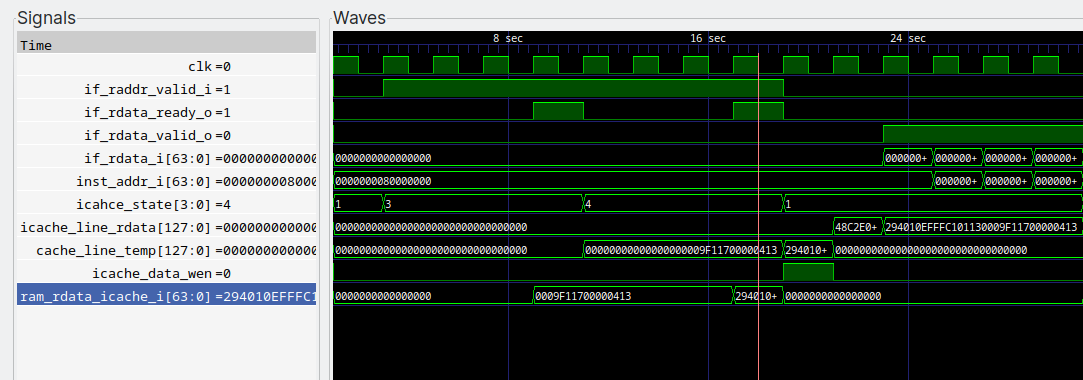 Signals
Waves
Time
8 sec
16 sec
24 sec
clk=0
if_raddr_valid_i=1
if_rdata_ready_o=1
if_rdata_valid_o=0
if_rdata_i[63:0]=000000000000
0000000000000000
000000+
000000+
000000+
000000+
inst_addr_i[63:0]=000000008000
0000000080000000
000000+
000000+
000000+
icahce_state[3:0]=4
1
3
4
1
icache_line_rdata[127:0]=000000000000
00000000000000000000000000000000
48C2E0+
294010EFFFC101130009F11700000413
cache_line_temp[127:0]=000000000000
00000000000000000000000000000000
00000000000000000009F11700000413
294010+
00000000000000000000000000000000
icache_data_wen=0
ram_rdata_icache_i[63:0]=294010EFFFC1
0000000000000000
0009F11700000413
294010+
0000000000000000